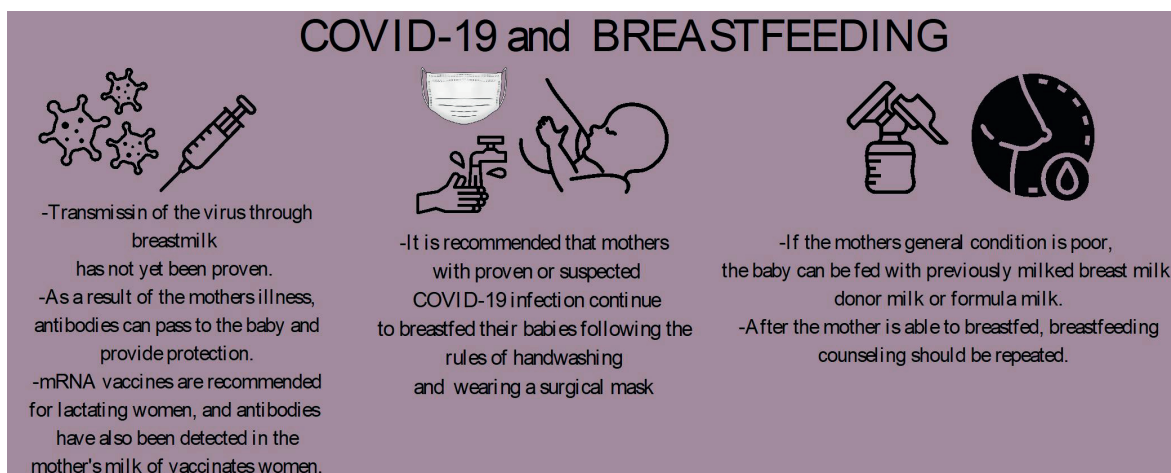 COVID-19 and BREASTFEEDING
-Transmissin of the virus through
breastmilk
has not yet been proven.
-As a result of the mothers illness,
antibodies can pass to the baby and
provide protection.
-mRNA vaccines are recommended
for lactating women, and antibodies
have also been detected in the
mother's milk of vaccinates women.
-It is recommended that mothers
with proven or suspected
COVID-19 infection continue
to breastfed their babies following the
rules of handwashing
and wearing a surgical mask
-If the mothers general condition is poor,
the baby can be fed with previously milked breast milk
donor milk or formula milk.
-After the mother is able to breastfed, breastfeeding
counseling should be repeated.